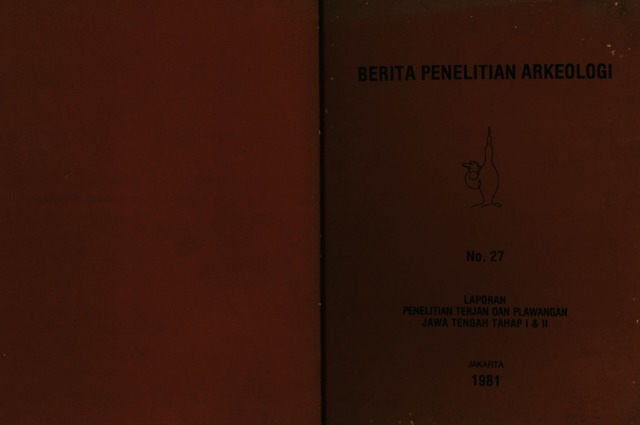 BERITA PENELITIAN ARKEOLOGI
No. 27
LAPORAN
PENELITIAN TERJAN DAN PLAWANGAN
JAWA TENGAH TAHAP I & II
JAKARTA
1981